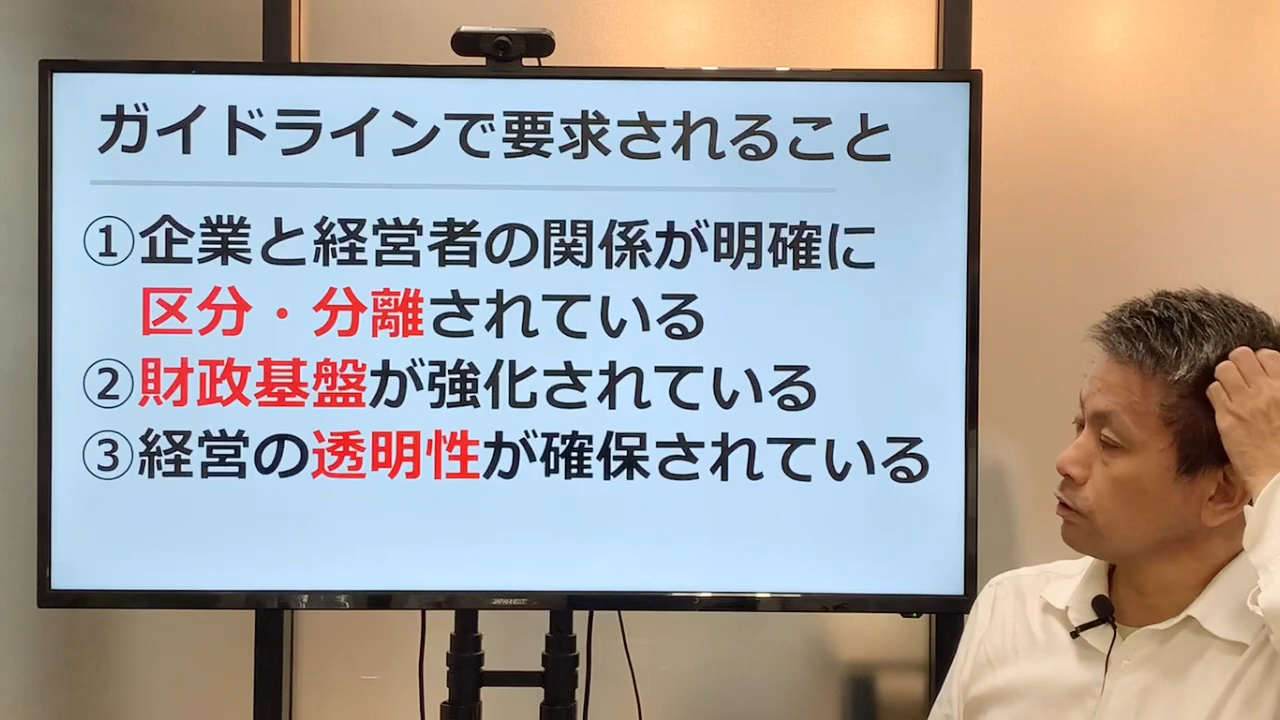 ガイドラインで要求されること
①企業と経営者の関係が明確に
区分・分離されている
②財政基盤が強化されている
③経営の透明性が確保されている
JAPANNEXT